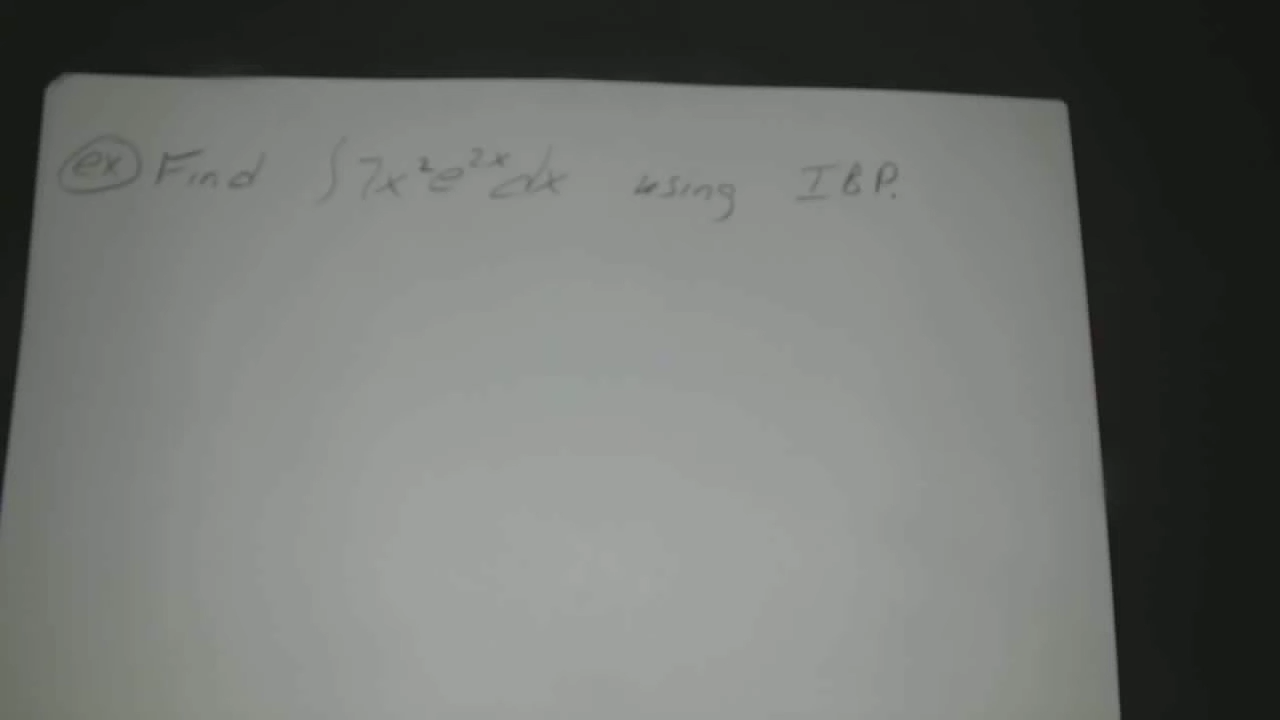 ex Find ∫7x²e²ˣdx using IBP.